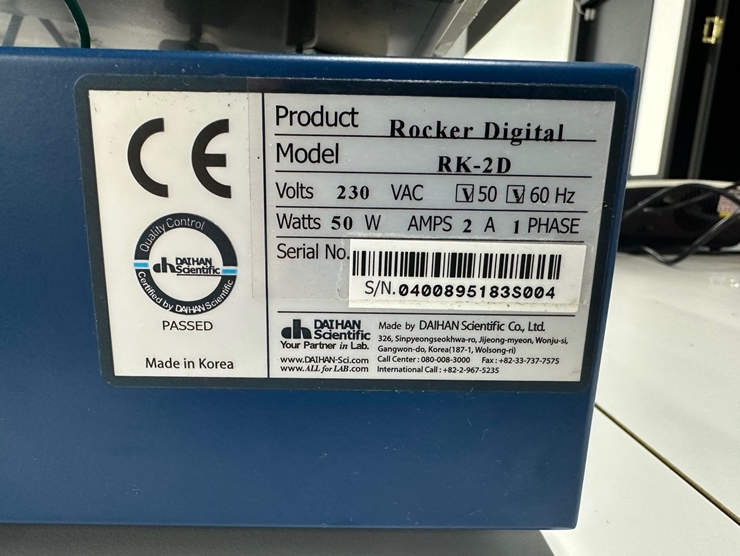 CE
Quality Control
DAIHAN
Scientific
Certified by DAIHAN Scientific
PASSED
Made in Korea
Product Rocker Digital
Model RK-2D
Volts 230 VAC V 50 V 60 Hz
Watts 50 W AMPS 2 A 1 PHASE
Serial No.
S/N. 0400895183S004
DAIHAN
Scientific
Your Partner in Lab.
www.DAIHAN-Sci.com
www.ALL for LAB.com
Made by DAIHAN Scientific Co., Ltd.
326, Sinpyeongseokhwa-ro, Jijeong-myeon, Wonju-si,
Gangwon-do, Korea(187-1, Wolsong-ri)
Call Center : 080-008-3000 Fax : +82-33-737-7575
International Call : +82-2-967-5235